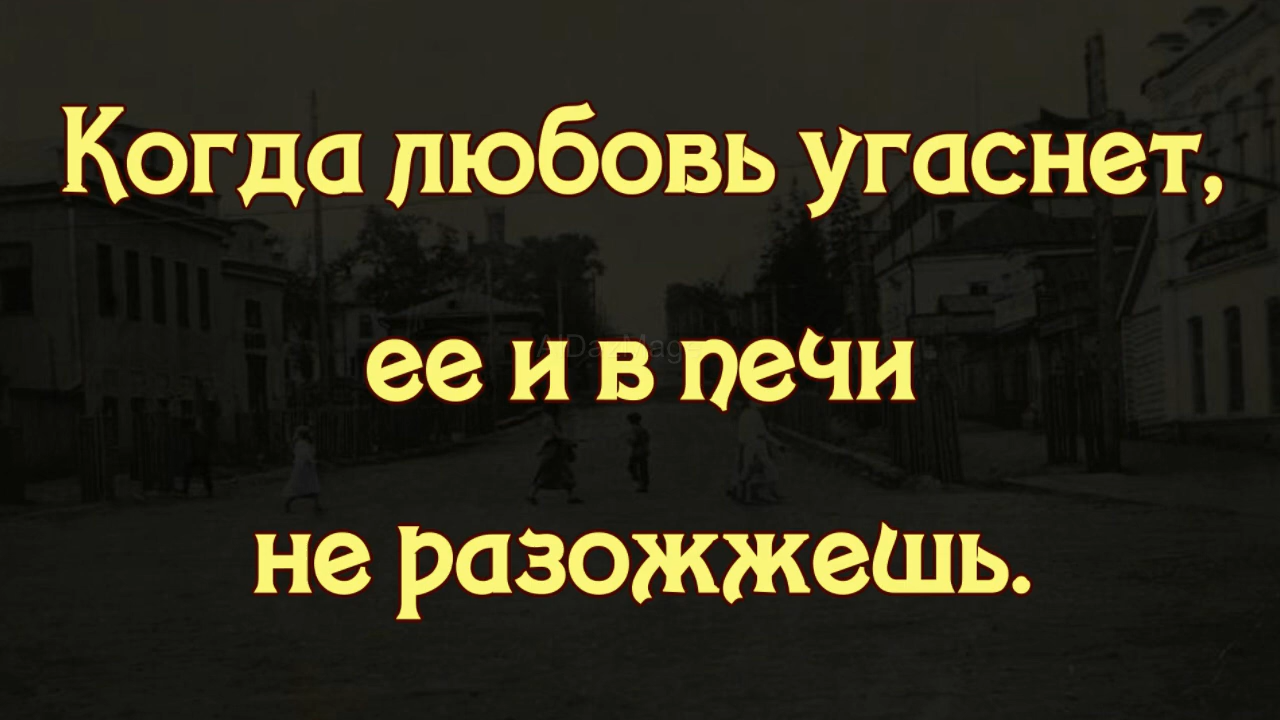 Когда любовь угаснет,
ее и в печи
не разожжешь.